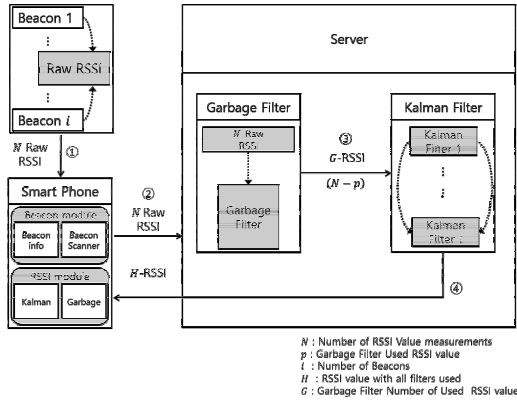 Beacon 1
⋮
Raw RSSi
⋮
Beacon i
N Raw
RSSI
①
Smart Phone
Beacon module
Beacon
info
Baecon
Scanner
RSSI module
Kalman
Garbage
②
N Raw
RSSI
H-RSSI
Server
Garbage Filter
N Raw
RSSI
Garbage
Filter
③
G-RSSI
(N − p)
Kalman Filter
Kalman
Filter 1
⋮
Kalman
Filter i
④
N : Number of RSSI Value measurements
p : Garbage Filter Used RSSI value
i : Number of Beacons
H : RSSI value with all filters used
G : Garbage Filter Number of Used RSSI value